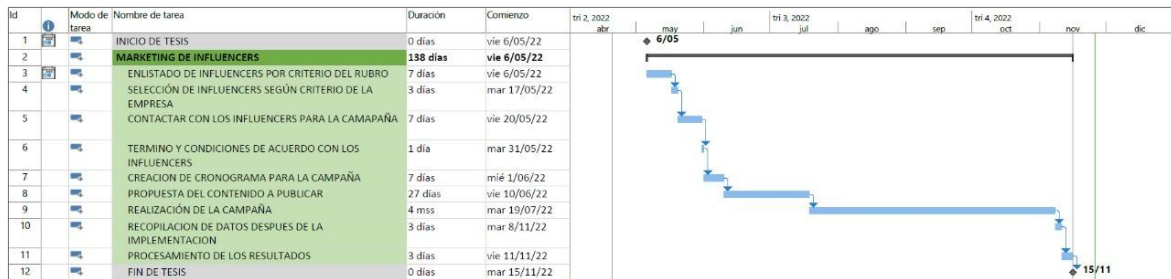 Id Modo de tarea Nombre de tarea Duración Comienzo tri 2, 2022 tri 3, 2022 tri 4, 2022
abr may jun jul ago sep oct nov dic
1 INICIO DE TESIS 0 días vie 6/05/22 6/05
2 MARKETING DE INFLUENCERS 138 días vie 6/05/22
3 ENLISTADO DE INFLUENCERS POR CRITERIO DEL RUBRO 7 días vie 6/05/22
4 SELECCIÓN DE INFLUENCERS SEGÚN CRITERIO DE LA 3 días mar 17/05/22
EMPRESA
5 CONTACTAR CON LOS INFLUENCERS PARA LA CAMAPAÑA 7 días vie 20/05/22
6 TERMINO Y CONDICIONES DE ACUERDO CON LOS 1 día mar 31/05/22
INFLUENCERS
7 CREACION DE CRONOGRAMA PARA LA CAMPAÑA 7 días mié 1/06/22
8 PROPUESTA DEL CONTENIDO A PUBLICAR 27 días vie 10/06/22
9 REALIZACIÓN DE LA CAMPAÑA 4 mss mar 19/07/22
10 RECOPILACION DE DATOS DESPUES DE LA 3 días mar 8/11/22
IMPLEMENTACION
11 PROCESAMIENTO DE LOS RESULTADOS 3 días vie 11/11/22
12 FIN DE TESIS 0 días mar 15/11/22 15/11